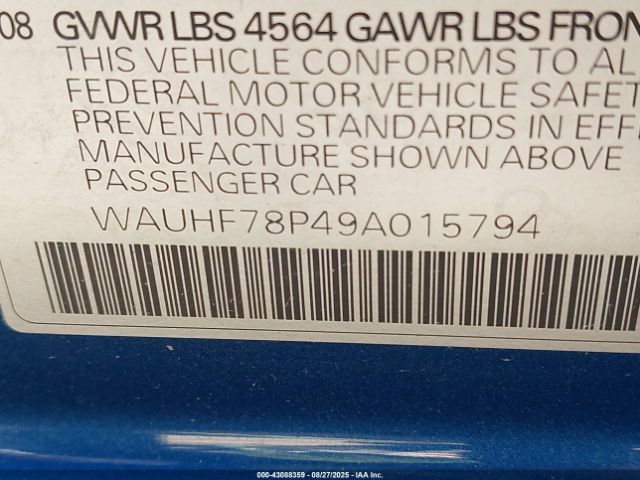 08 GVWR LBS 4564 GAWR LBS FRON
THIS VEHICLE CONFORMS TO AL
FEDERAL MOTOR VEHICLE SAFET
PREVENTION STANDARDS IN EFF
MANUFACTURE SHOWN ABOVE
PASSENGER CAR
WAUHF78P49A015794
000-43088359 - 08/27/2025 - IAA Inc.